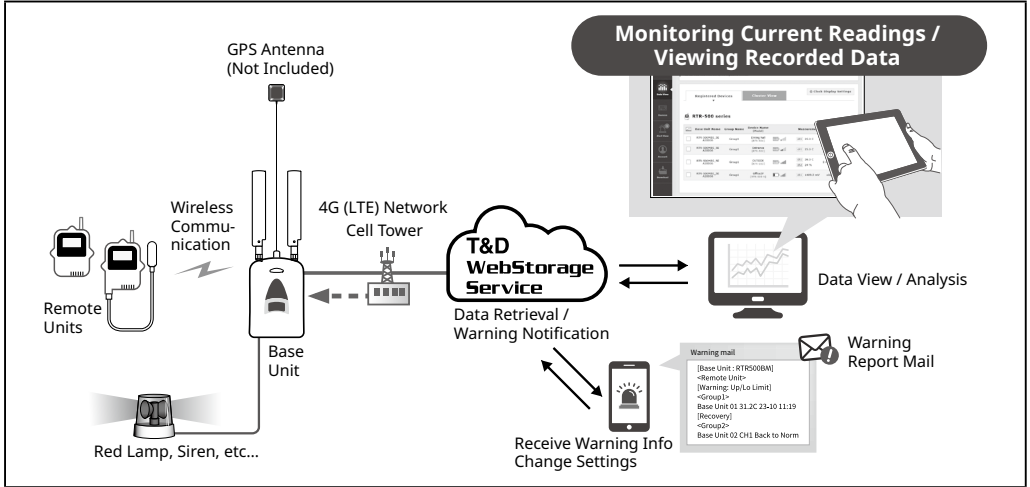 Monitoring Current Readings /
Viewing Recorded Data
GPS Antenna
(Not Included)
Registered Devices
RTR-500 series
Wireless
Commu-
nication
4G (LTE) Network
Cell Tower
T&D
WebStorage
Service
Data View / Analysis
Remote
Units
Base
Unit
Data Retrieval /
Warning Notification
Warning
Report Mail
Warning mail
[Base Unit : RTR500BM]
<Remote Unit>
[Warning: Up/Lo Limit]
<Group1>
Base Unit 01 31.2C 23-10 11:19
[Recovery]
<Group2>
Base Unit 02 CH1 Back to Norm
Red Lamp, Siren, etc...
Receive Warning Info
Change Settings